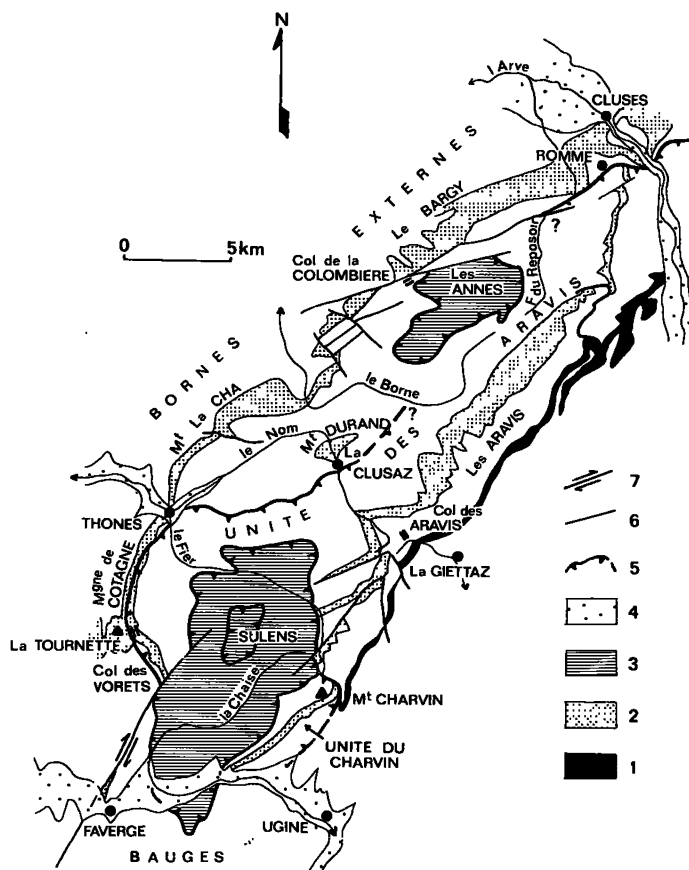 N
l Arve
CLUSES
ROMME
EXTERNES
Le BARGY
0 5km
Col de la
COLOMBIERE
?
Les
ANNES
du Reposoir
ARAVIS
BORNES
le Borne
Mt La CHA
?
le Nom
Mt DURAND
La
CLUSAZ
DES
Les ARAVIS
THONES
UNITE
Col des
ARAVIS
le Fier
La GIETTAZ
Mgne de
COTAGNE
SULENS
La TOURNETTE
Col des
VORETS
la Chaise
Mt CHARVIN
UNITE DU
CHARVIN
FAVERGE
UGINE
BAUGES
7
6
5
4
3
2
1